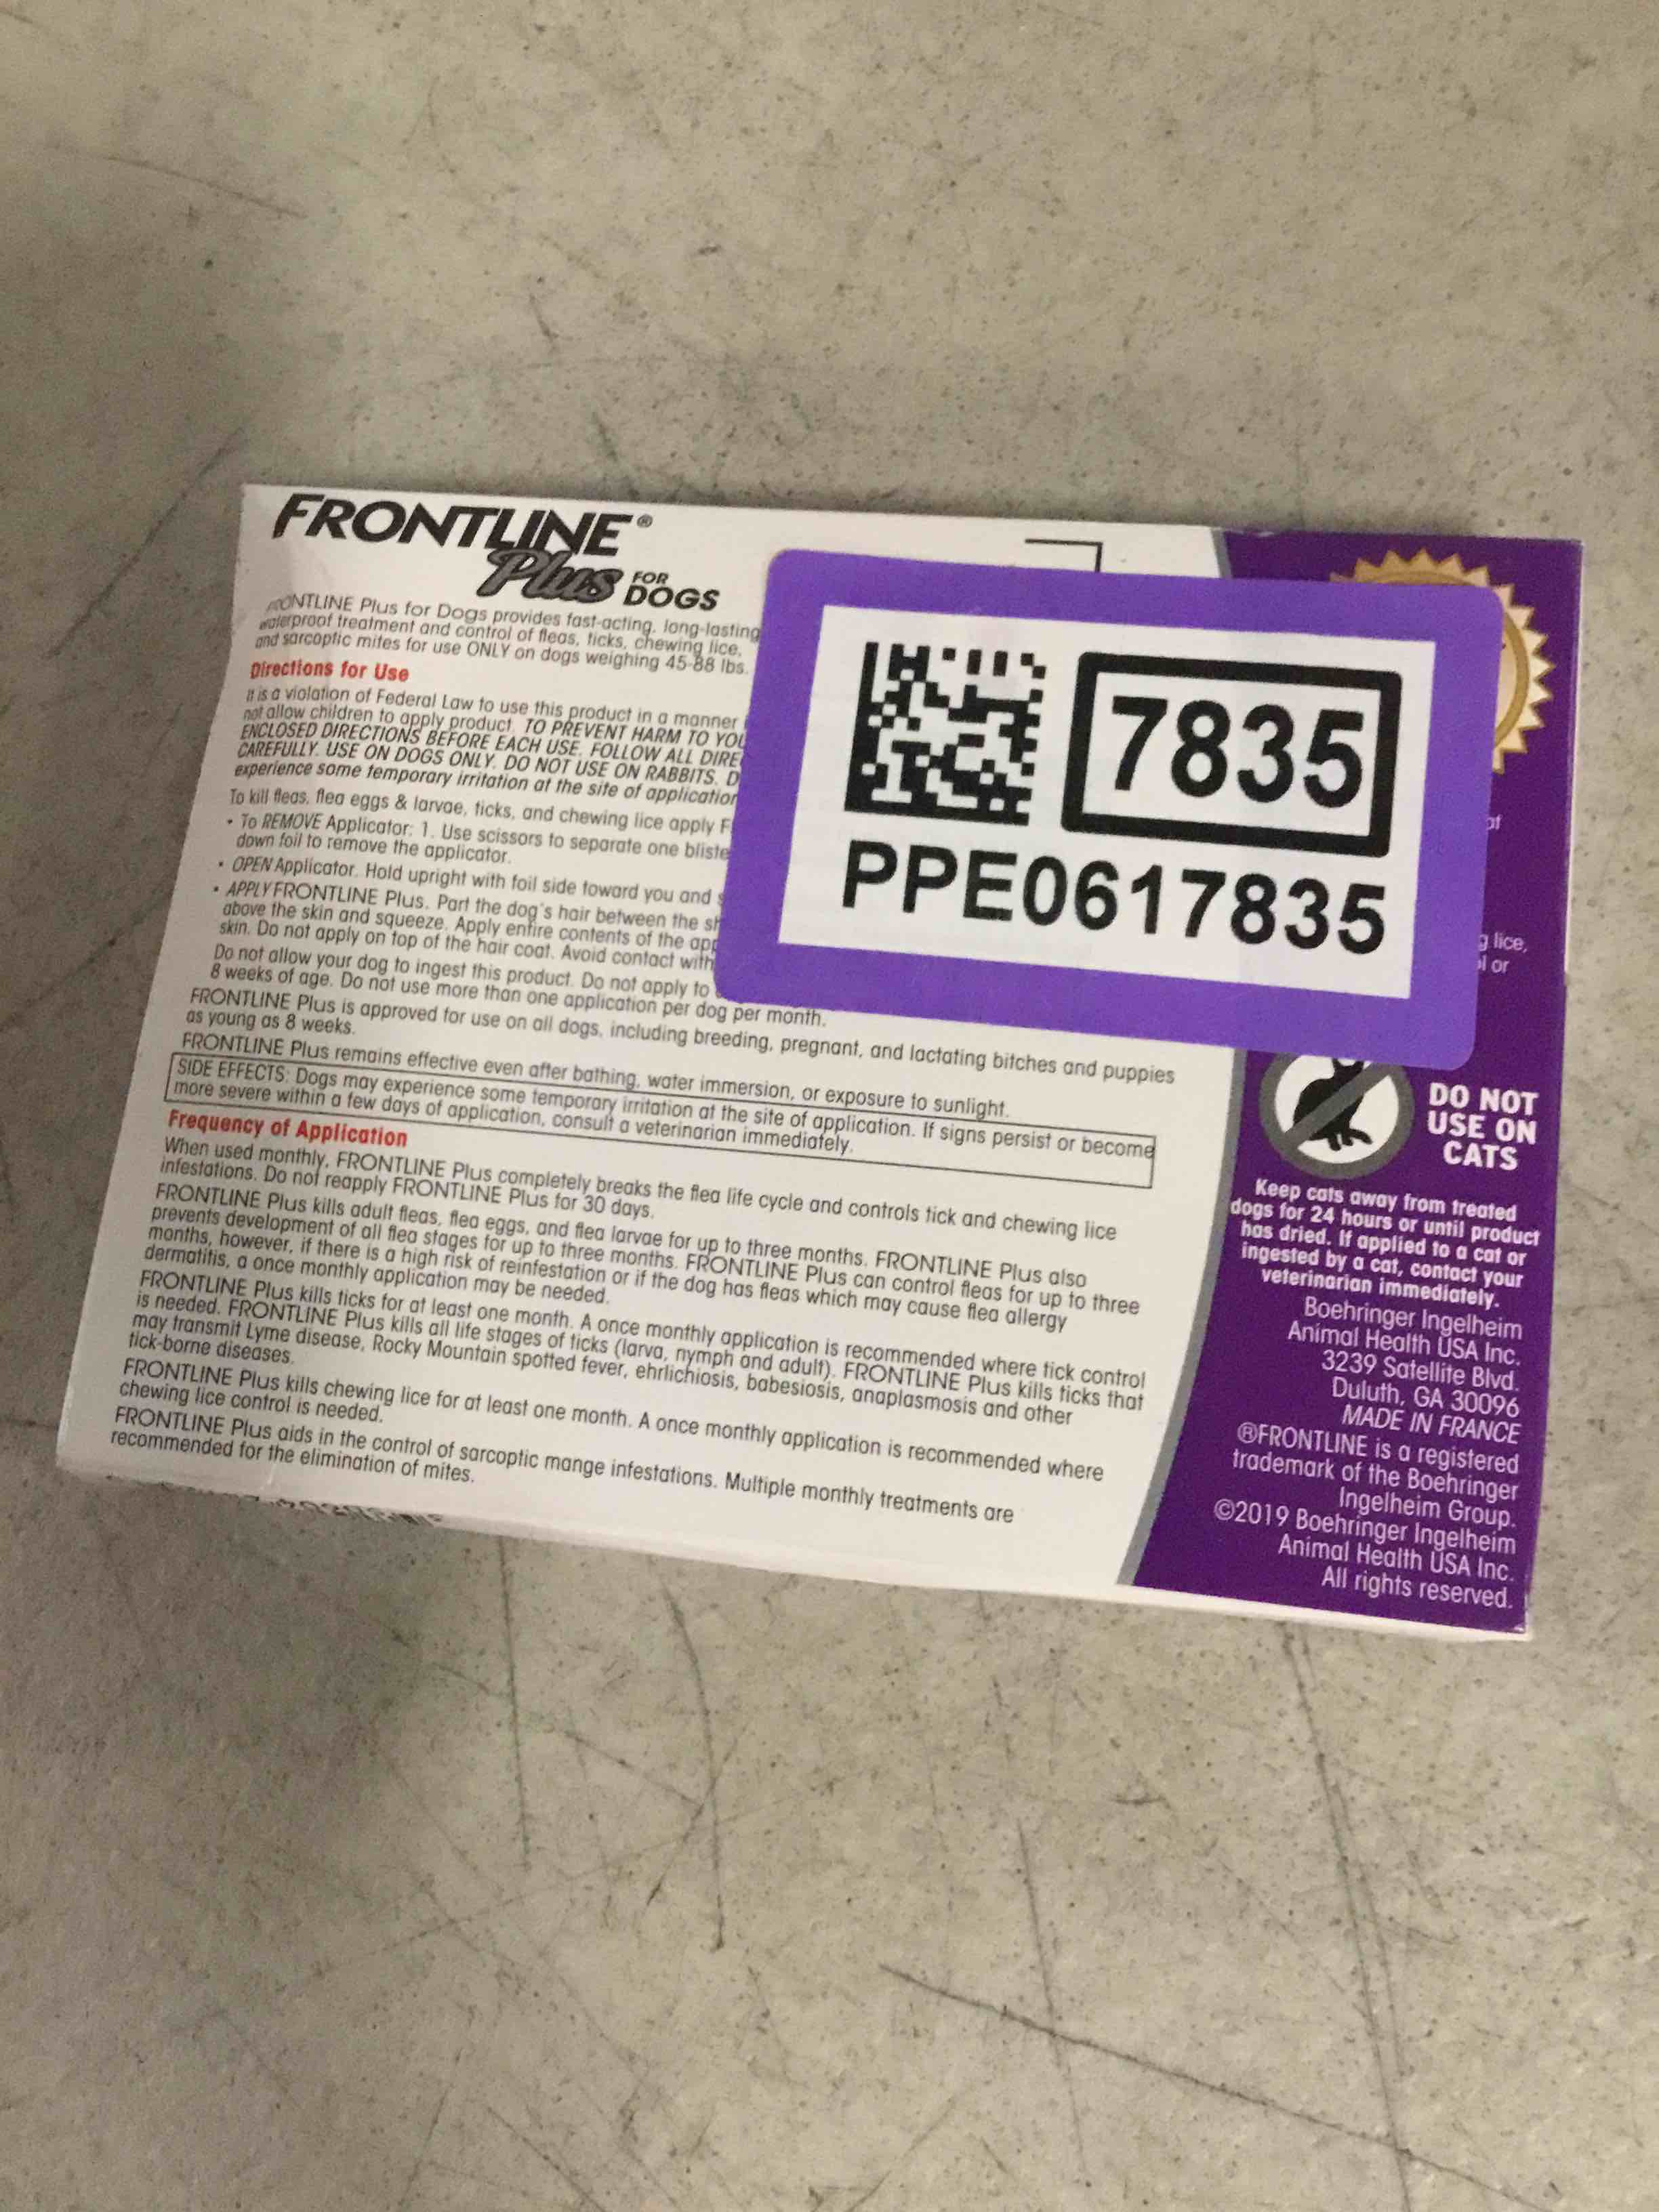 FRONTLINE®
Plus FOR DOGS
FRONTLINE Plus for Dogs provides fast-acting, long-lasting
waterproof treatment and control of fleas, ticks, chewing lice,
and sarcoptic mites for use ONLY on dogs weighing 45-88 lbs.
Directions for Use
It is a violation of Federal Law to use this product in a manner
not allow children to apply product. TO PREVENT HARM TO YOU
ENCLOSED DIRECTIONS BEFORE EACH USE. FOLLOW ALL DIRE
CAREFULLY. USE ON DOGS ONLY. DO NOT USE ON RABBITS. D
experience some temporary irritation at the site of application
To kill fleas, flea eggs & larvae, ticks, and chewing lice apply F
• To REMOVE Applicator: 1. Use scissors to separate one bliste
down foil to remove the applicator.
• OPEN Applicator. Hold upright with foil side toward you and s
• APPLY FRONTLINE Plus. Part the dog's hair between the sh
above the skin and squeeze. Apply entire contents of the app
skin. Do not apply on top of the hair coat. Avoid contact with
Do not allow your dog to ingest this product. Do not apply to
8 weeks of age. Do not use more than one application per dog per month.
FRONTLINE Plus is approved for use on all dogs, including breeding, pregnant, and lactating bitches and puppies
as young as 8 weeks.
FRONTLINE Plus remains effective even after bathing, water immersion, or exposure to sunlight.
SIDE EFFECTS: Dogs may experience some temporary irritation at the site of application. If signs persist or become
more severe within a few days of application, consult a veterinarian immediately.
Frequency of Application
When used monthly, FRONTLINE Plus completely breaks the flea life cycle and controls tick and chewing lice
infestations. Do not reapply FRONTLINE Plus for 30 days.
FRONTLINE Plus kills adult fleas, flea eggs, and flea larvae for up to three months. FRONTLINE Plus also
prevents development of all flea stages for up to three months. FRONTLINE Plus can control fleas for up to three
months, however, if there is a high risk of reinfestation or if the dog has fleas which may cause flea allergy
dermatitis, a once monthly application may be needed.
FRONTLINE Plus kills ticks for at least one month. A once monthly application is recommended where tick control
is needed. FRONTLINE Plus kills all life stages of ticks (larva, nymph and adult). FRONTLINE Plus kills ticks that
may transmit Lyme disease, Rocky Mountain spotted fever, ehrlichiosis, babesiosis, anaplasmosis and other
tick-borne diseases.
FRONTLINE Plus kills chewing lice for at least one month. A once monthly application is recommended where
chewing lice control is needed.
FRONTLINE Plus aids in the control of sarcoptic mange infestations. Multiple monthly treatments are
recommended for the elimination of mites.
7835
PPE0617835
at
g lice,
l or
DO NOT
USE ON
CATS
Keep cats away from treated
dogs for 24 hours or until product
has dried. If applied to a cat or
ingested by a cat, contact your
veterinarian immediately.
Boehringer Ingelheim
Animal Health USA Inc.
3239 Satellite Blvd.
Duluth, GA 30096
MADE IN FRANCE
®FRONTLINE is a registered
trademark of the Boehringer
Ingelheim Group.
©2019 Boehringer Ingelheim
Animal Health USA Inc.
All rights reserved.